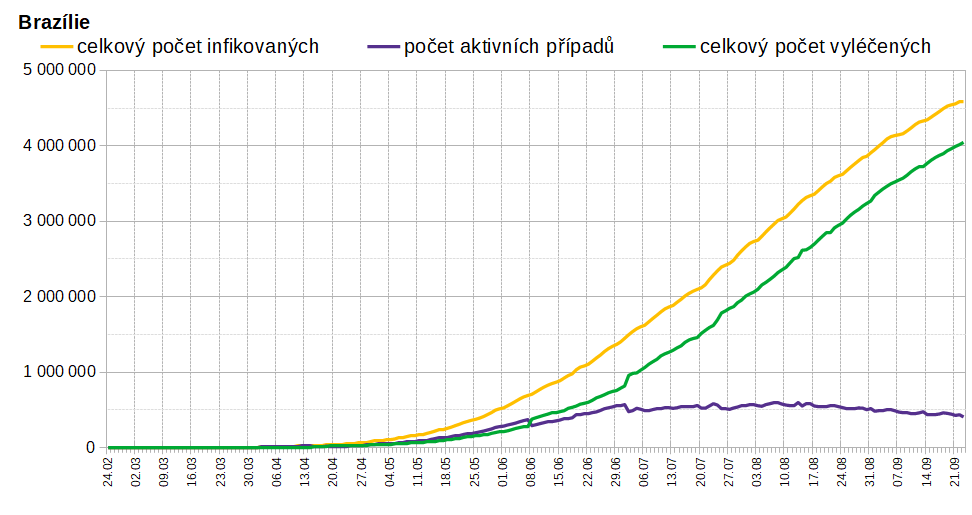 Brazílie
celkový počet infikovaných počet aktivních případů celkový počet vyléčených
5 000 000
4 000 000
3 000 000
2 000 000
1 000 000
0
24.02 02.03 09.03 16.03 23.03 30.03 06.04 13.04 20.04 27.04 04.05 11.05 18.05 25.05 01.06 08.06 15.06 22.06 29.06 06.07 13.07 20.07 27.07 03.08 10.08 17.08 24.08 31.08 07.09 14.09 21.09